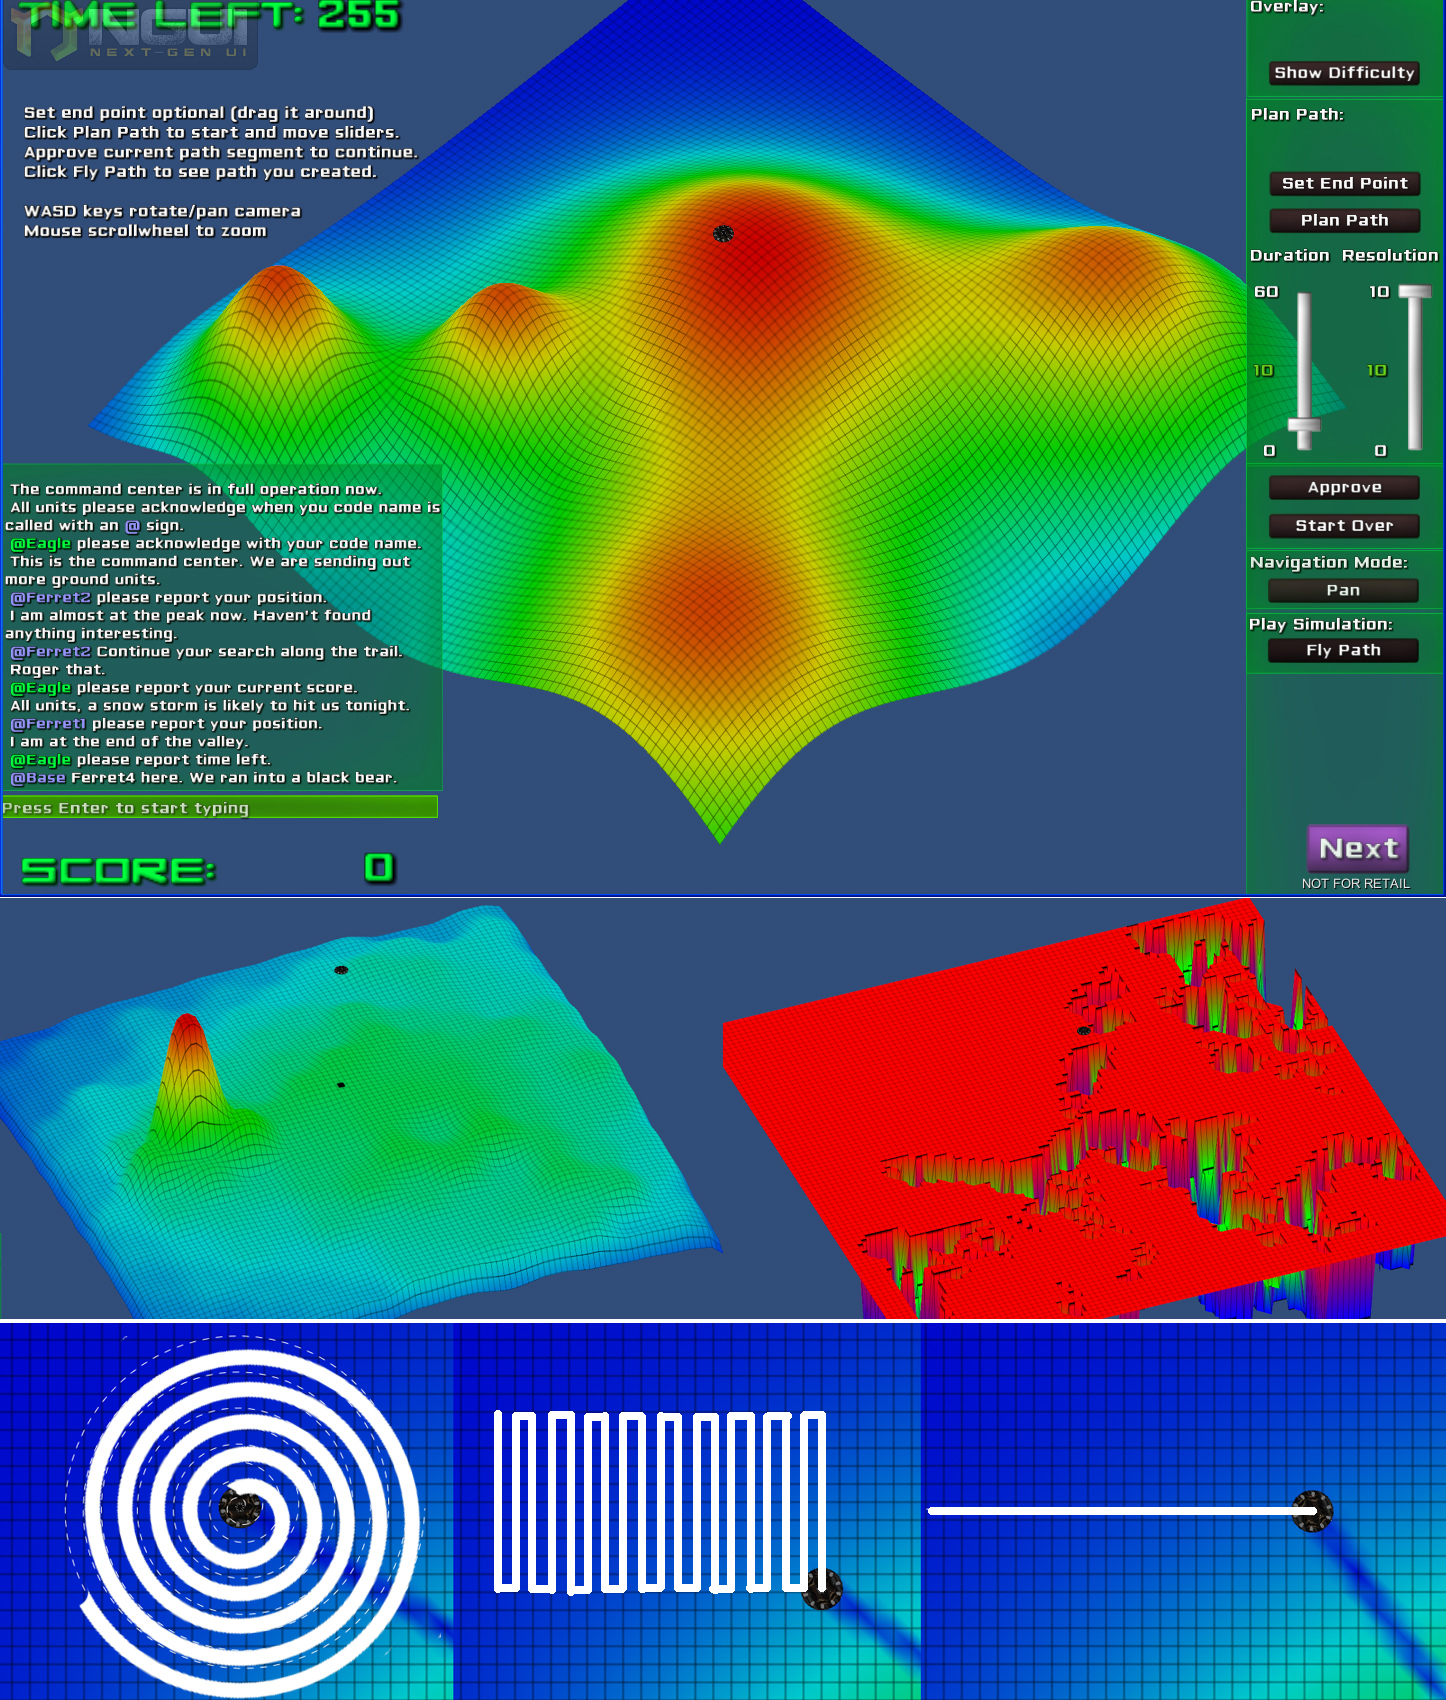 TIME LEFT: 255
NGUI
NEXT-GEN UI
Set end point optional (drag it around)
Click Plan Path to start and move sliders.
Approve current path segment to continue.
Click Fly Path to see path you created.
WASD keys rotate/pan camera
Mouse scrollwheel to zoom
The command center is in full operation now.
All units please acknowledge when you code name is
called with an @ sign.
@Eagle please acknowledge with your code name.
This is the command center. We are sending out
more ground units.
@Ferret2 please report your position.
I am almost at the peak now. Haven't found
anything interesting.
@Ferret2 Continue your search along the trail.
Roger that.
@Eagle please report your current score.
All units, a snow storm is likely to hit us tonight.
@Ferret1 please report your position.
I am at the end of the valley.
@Eagle please report time left.
@Base Ferret4 here. We ran into a black bear.
Press Enter to start typing
SCORE: 0
Overlay:
Show Difficulty
Plan Path:
Set End Point
Plan Path
Duration Resolution
60 10
10 10
0 0
Approve
Start Over
Navigation Mode:
Pan
Play Simulation:
Fly Path
Next
NOT FOR RETAIL